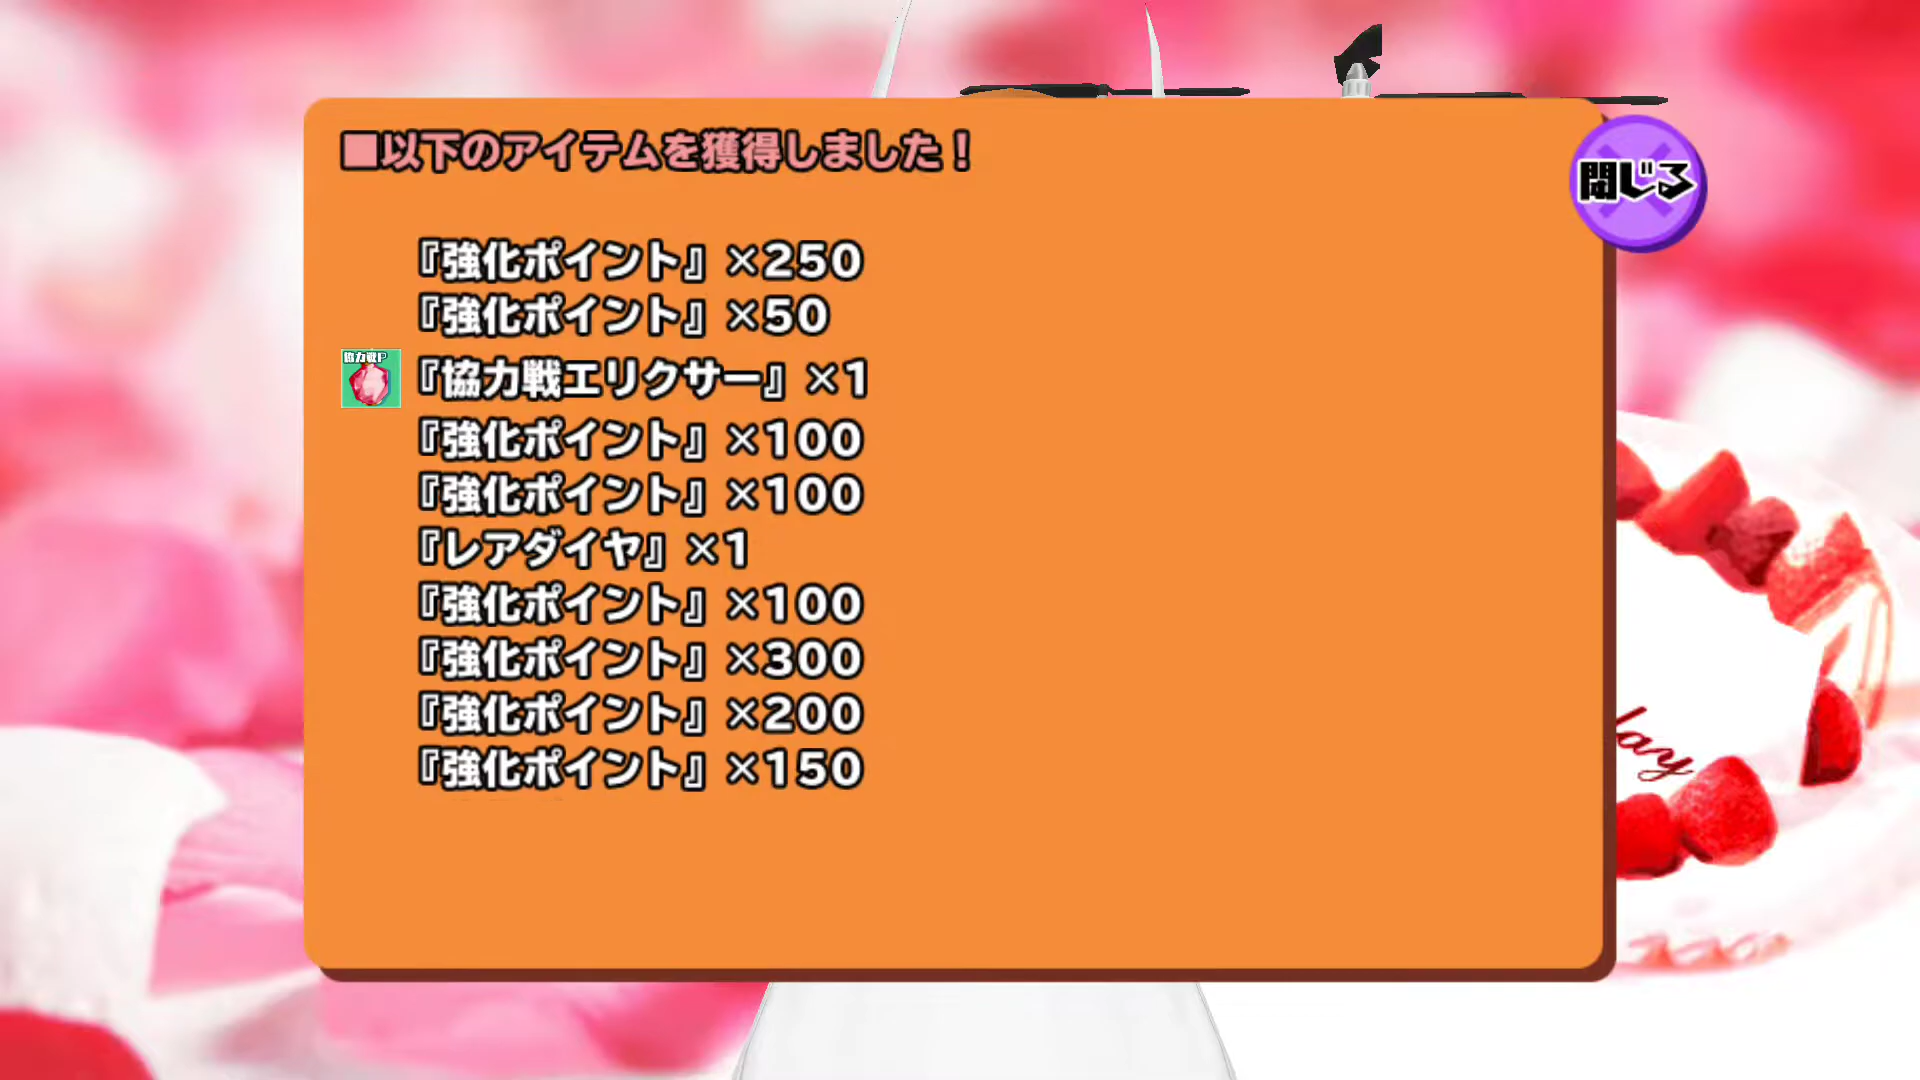 ■以下のアイテムを獲得しました！
閉じる
『強化ポイント』×250
『強化ポイント』×50
協力戦P
『協力戦エリクサー』×1
『強化ポイント』×100
『強化ポイント』×100
『レアダイヤ』×1
『強化ポイント』×100
『強化ポイント』×300
『強化ポイント』×200
『強化ポイント』×150
day